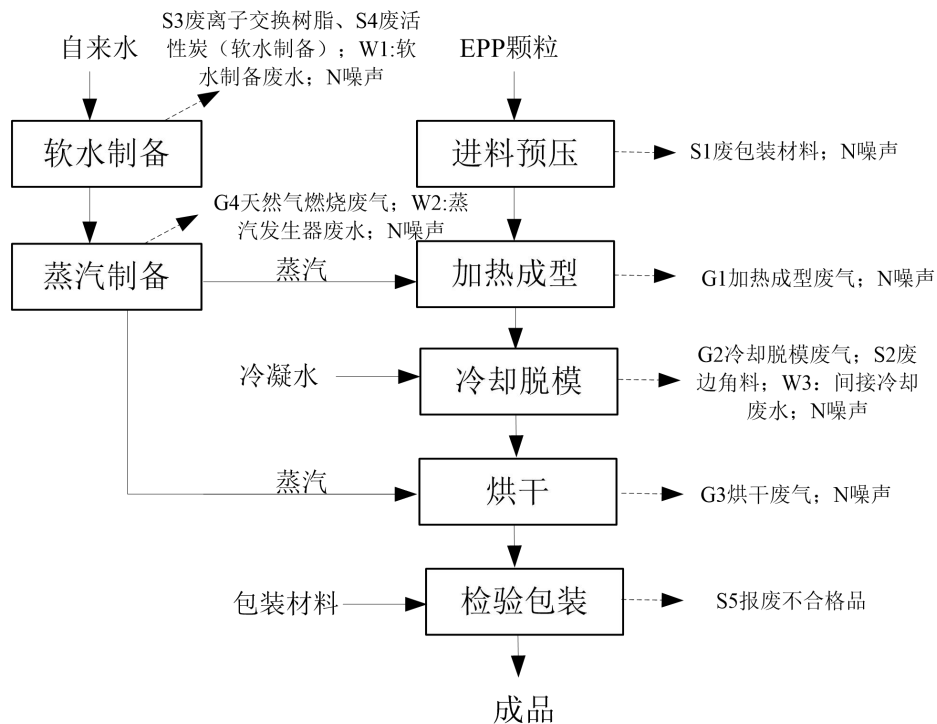 自来水
S3废离子交换树脂、S4废活
性炭（软水制备）；W1:软
水制备废水；N噪声
EPP颗粒
软水制备
进料预压
S1废包装材料；N噪声
G4天然气燃烧废气；W2:蒸
汽发生器废水；N噪声
蒸汽制备
蒸汽
加热成型
G1加热成型废气；N噪声
冷凝水
冷却脱模
G2冷却脱模废气；S2废
边角料；W3：间接冷却
废水；N噪声
蒸汽
烘干
G3烘干废气；N噪声
包装材料
检验包装
S5报废不合格品
成品